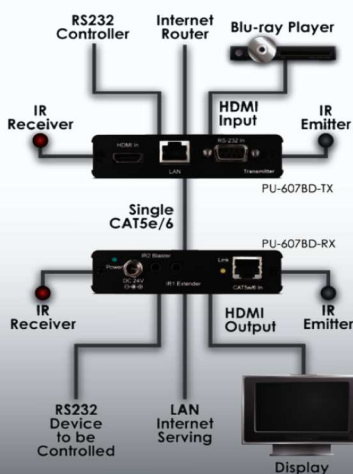 RS232
Controller
Internet
Router
Blu-ray Player
IR
Receiver
HDMI
Input
IR
Emitter
HDMI In
LAN
RS-232 In
Transmitter
PU-607BD-TX
Single
CAT5e/6
PU-607BD-RX
IR2 Blaster
Power
DC 24V
IR1 Extender
Link
CAT5e/6 In
IR
Receiver
HDMI
Output
IR
Emitter
RS232
Device
to be
Controlled
LAN
Internet
Serving
Display